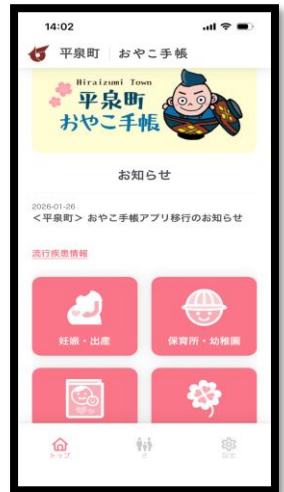 14:02
平泉町 おやこ手帳
Hiraizumi Town
平泉町
おやこ手帳
お知らせ
2026-01-26
<平泉町> おやこ手帳アプリ移行のお知らせ
流行疾患情報
妊娠・出産
保育所・幼稚園
トップ
設定